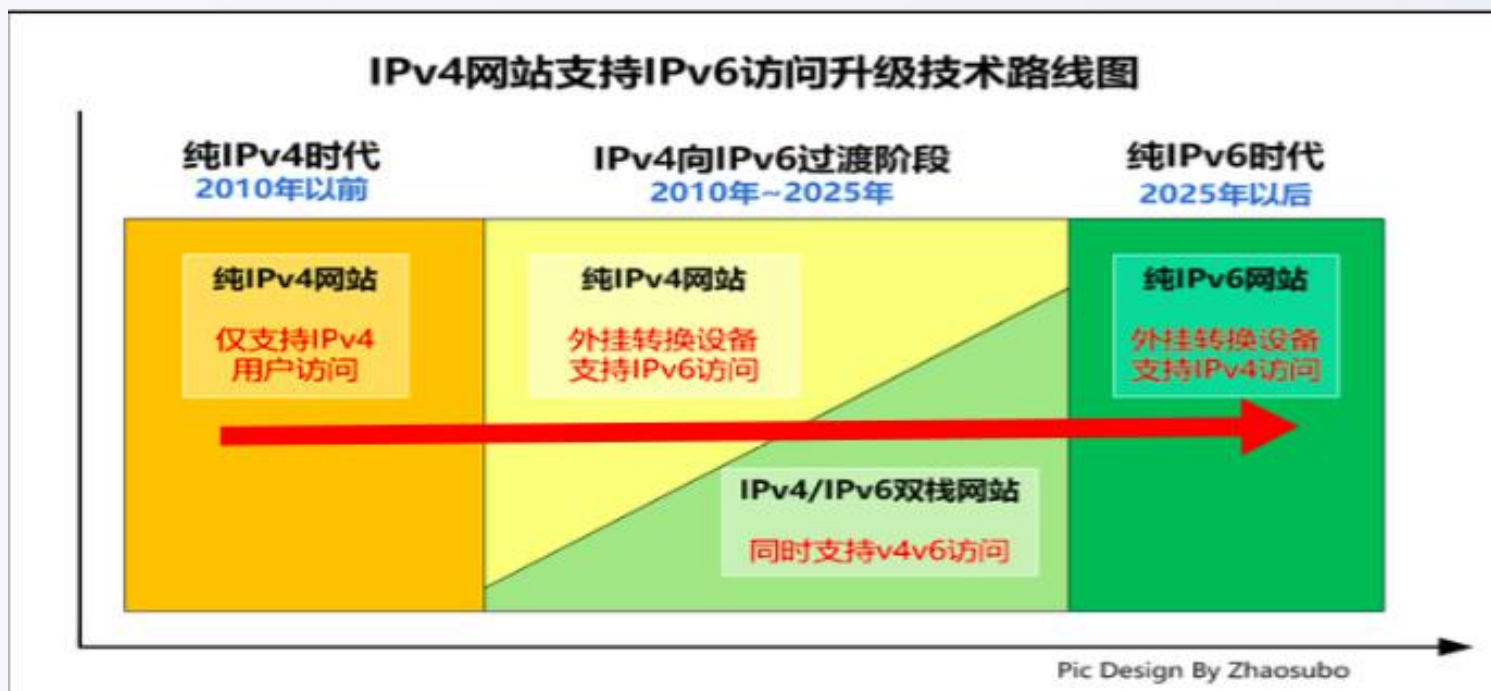 IPv4网站支持IPv6访问升级技术路线图
纯IPv4时代
2010年以前
IPv4向IPv6过渡阶段
2010年~2025年
纯IPv6时代
2025年以后
纯IPv4网站
仅支持IPv4
用户访问
纯IPv4网站
外挂转换设备
支持IPv6访问
纯IPv6网站
外挂转换设备
支持IPv4访问
IPv4/IPv6双栈网站
同时支持v4v6访问
Pic Design By Zhaosubo